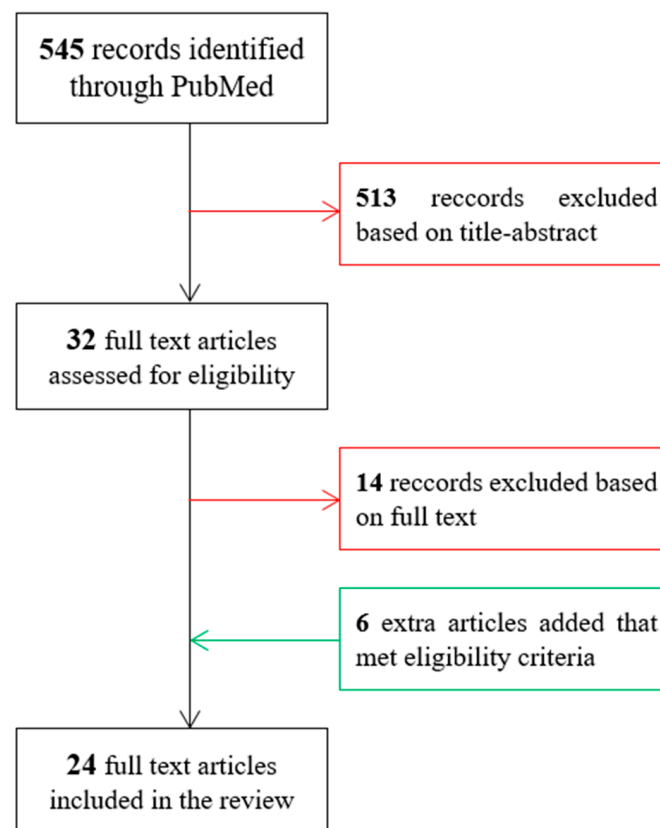 545 records identified
through PubMed
513 reccords excluded
based on title-abstract
32 full text articles
assessed for eligibility
14 reccords excluded based
on full text
6 extra articles added that
met eligibility criteria
24 full text articles
included in the review